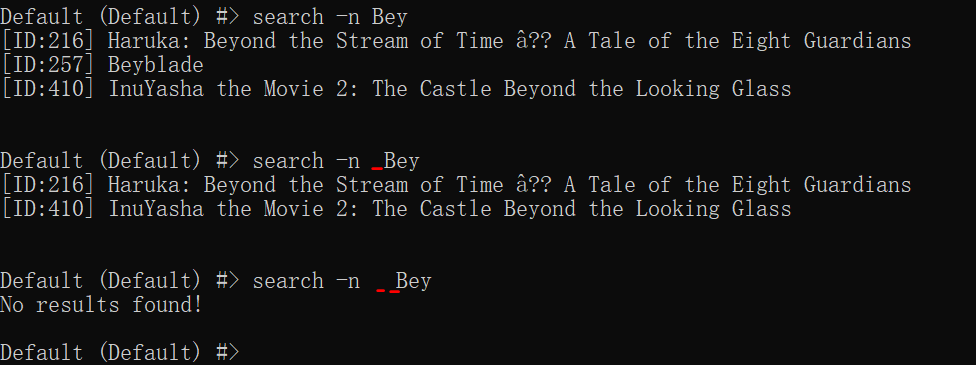 Default (Default) #> search -n Bey
[ID:216] Haruka: Beyond the Stream of Time â?? A Tale of the Eight Guardians
[ID:257] Beyblade
[ID:410] InuYasha the Movie 2: The Castle Beyond the Looking Glass
Default (Default) #> search -n _Bey
[ID:216] Haruka: Beyond the Stream of Time â?? A Tale of the Eight Guardians
[ID:410] InuYasha the Movie 2: The Castle Beyond the Looking Glass
Default (Default) #> search -n __Bey
No results found!
Default (Default) #>